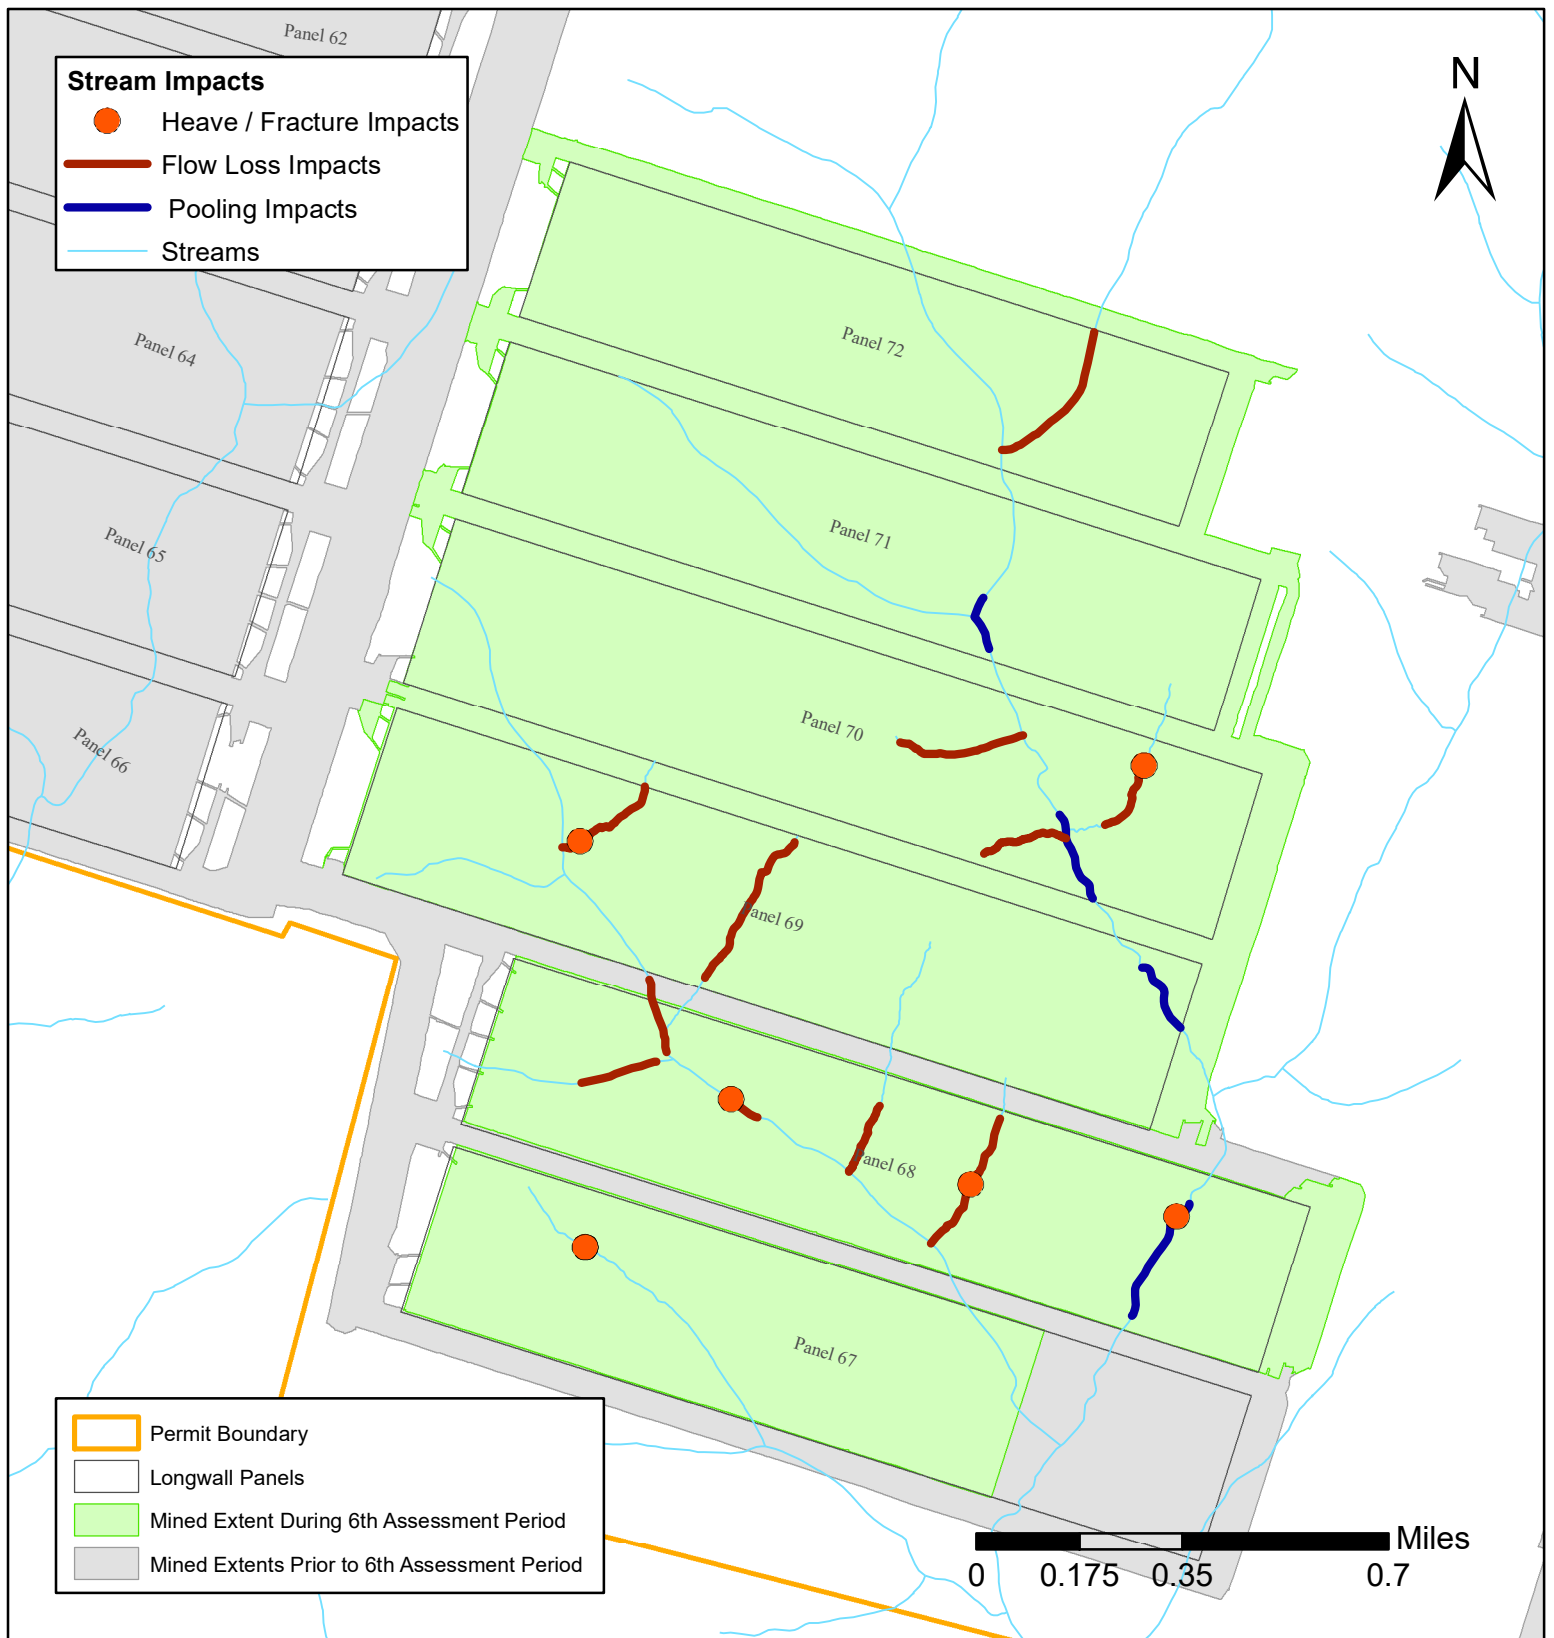 Panel 62
Stream Impacts
Heave / Fracture Impacts
Flow Loss Impacts
Pooling Impacts
Streams
N
Panel 64
Panel 72
Panel 65
Panel 71
Panel 66
Panel 70
Panel 69
Panel 68
Panel 67
Permit Boundary
Longwall Panels
Mined Extent During 6th Assessment Period
Mined Extents Prior to 6th Assessment Period
Miles
0 0.175 0.35 0.7